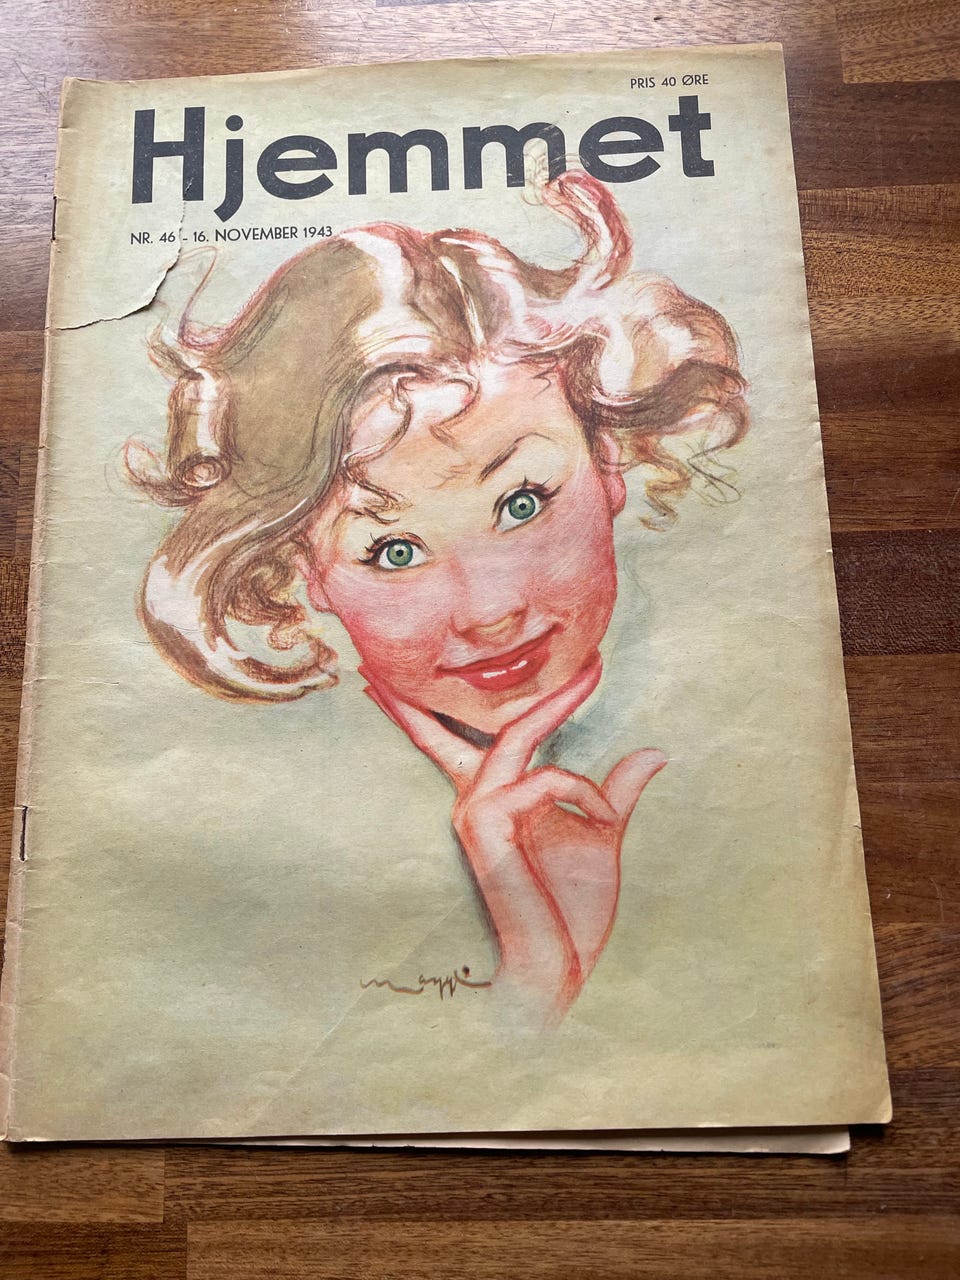 PRIS 40 ØRE
Hjemmet
NR. 46 - 16. NOVEMBER 1943